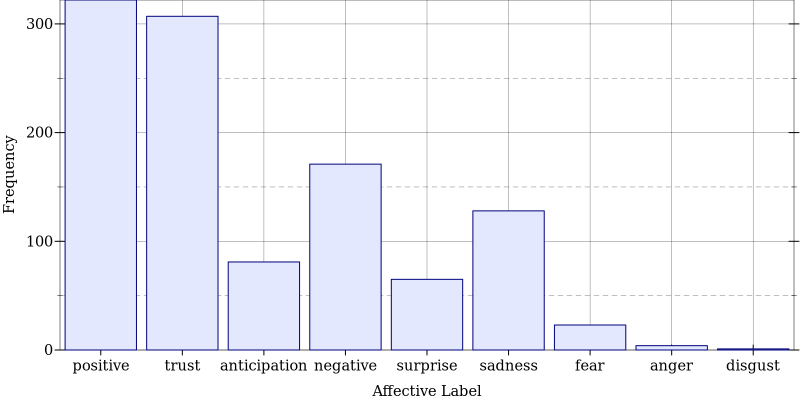 300
200
100
0
Frequency
positive trust anticipation negative surprise sadness fear anger disgust
Affective Label